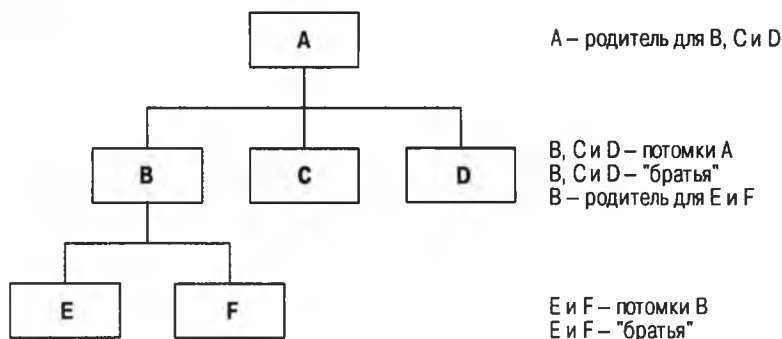 A
A – родитель для B, C и D
B
C
D
B, C и D – потомки A
B, C и D – "братья"
B – родитель для E и F
E
F
E и F – потомки B
E и F – "братья"